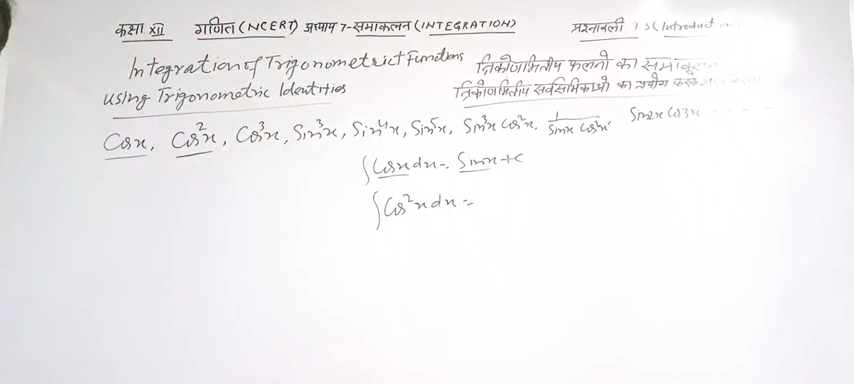 कक्षा XII गणित (NCERT) अध्याय 7-समाकलन (INTEGRATION) प्रश्नावली 7.3 (Introduct
Integration of Trigonometric Functions त्रिकोणमितीय फलनों का समाकलन
using Trigonometric Identities त्रिकोणमितीय सर्वसमिकाओं का प्रयोग करके
Cosx, Cos²x, Cos³x, Sin³x, Sin⁴x, Sin⁵x, Sin³x Cos²x, 1/Sinx Cos³x, Sin2x Cos3x
∫Cosx dx = Sinx + c
∫Cos²x dx =